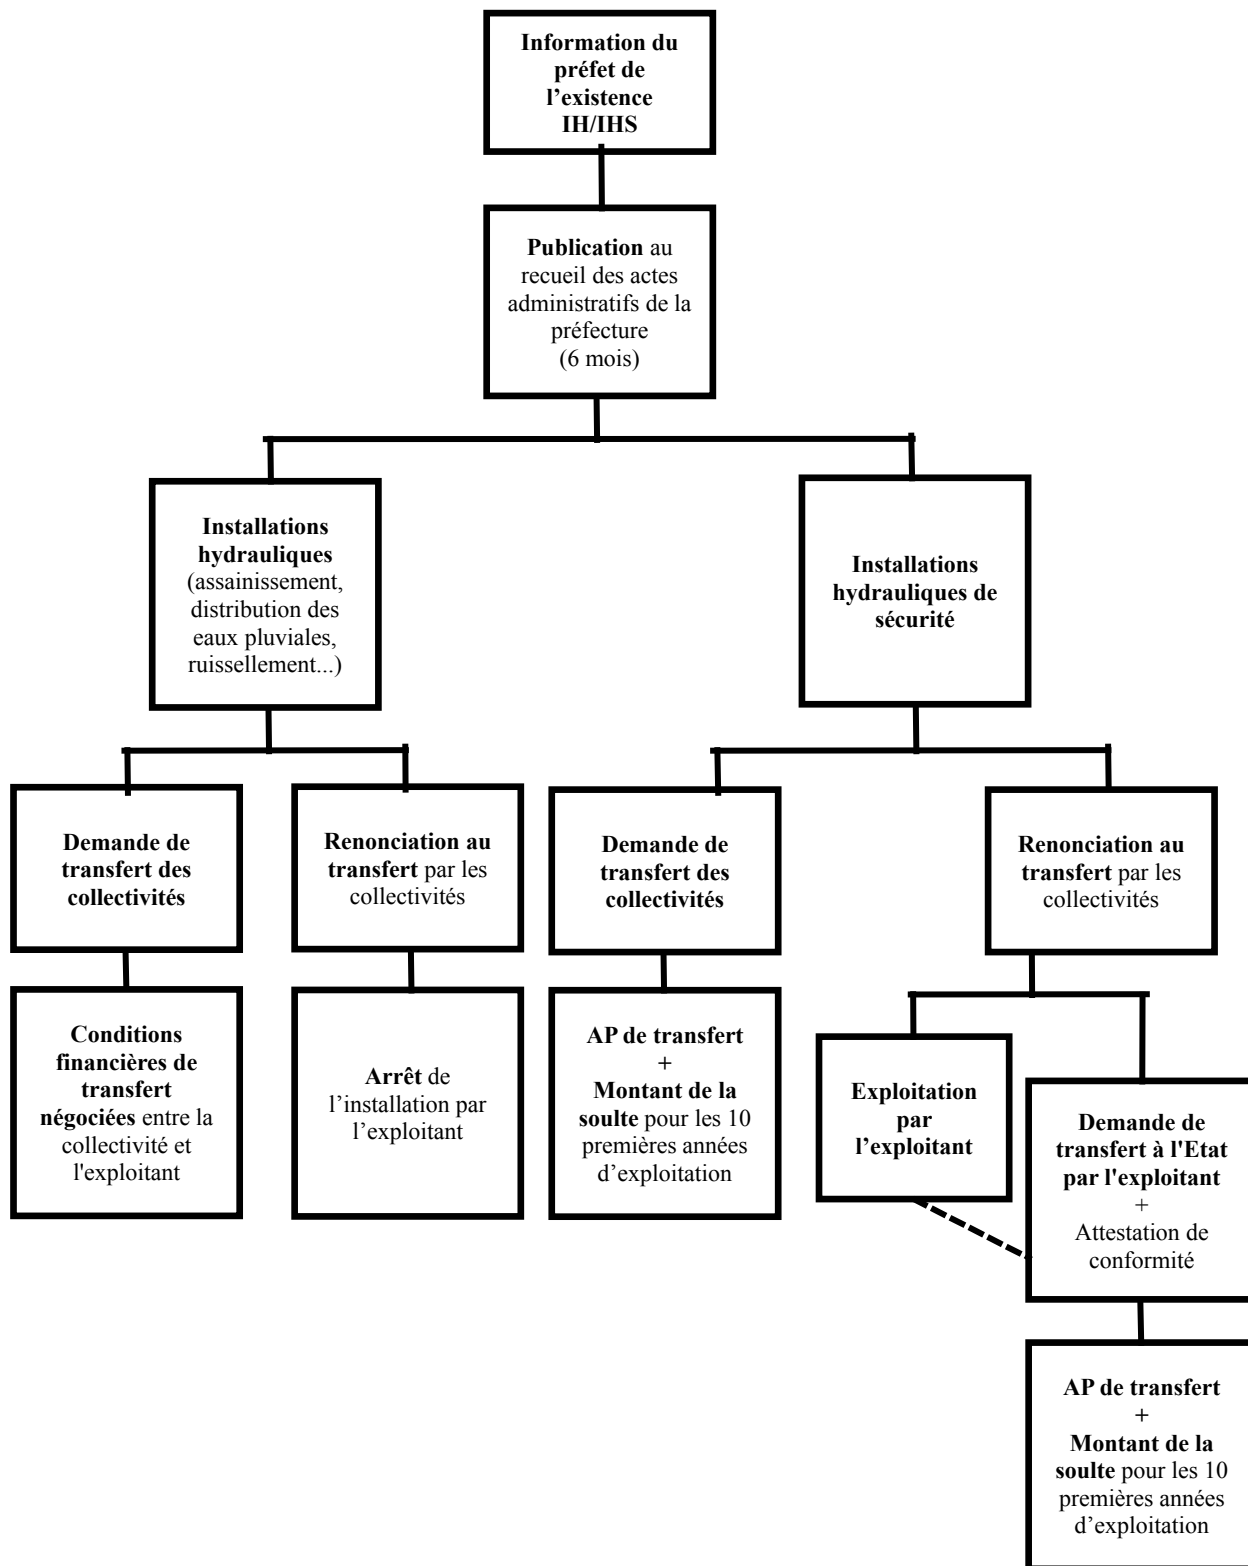 Information du
préfet de
l’existence
IH/IHS
Publication au
recueil des actes
administratifs de la
préfecture
(6 mois)
Installations
hydrauliques
(assainissement,
distribution des
eaux pluviales,
ruissellement...)
Installations
hydrauliques de
sécurité
Demande de
transfert des
collectivités
Renonciation au
transfert par les
collectivités
Demande de
transfert des
collectivités
Renonciation au
transfert par les
collectivités
Conditions
financières de
transfert
négociées entre la
collectivité et
l'exploitant
Arrêt de
l’installation par
l’exploitant
AP de transfert
+
Montant de la
soulte pour les 10
premières années
d’exploitation
Exploitation
par
l’exploitant
Demande de
transfert à l'Etat
par l'exploitant
+
Attestation de
conformité
AP de transfert
+
Montant de la
soulte pour les 10
premières années
d’exploitation